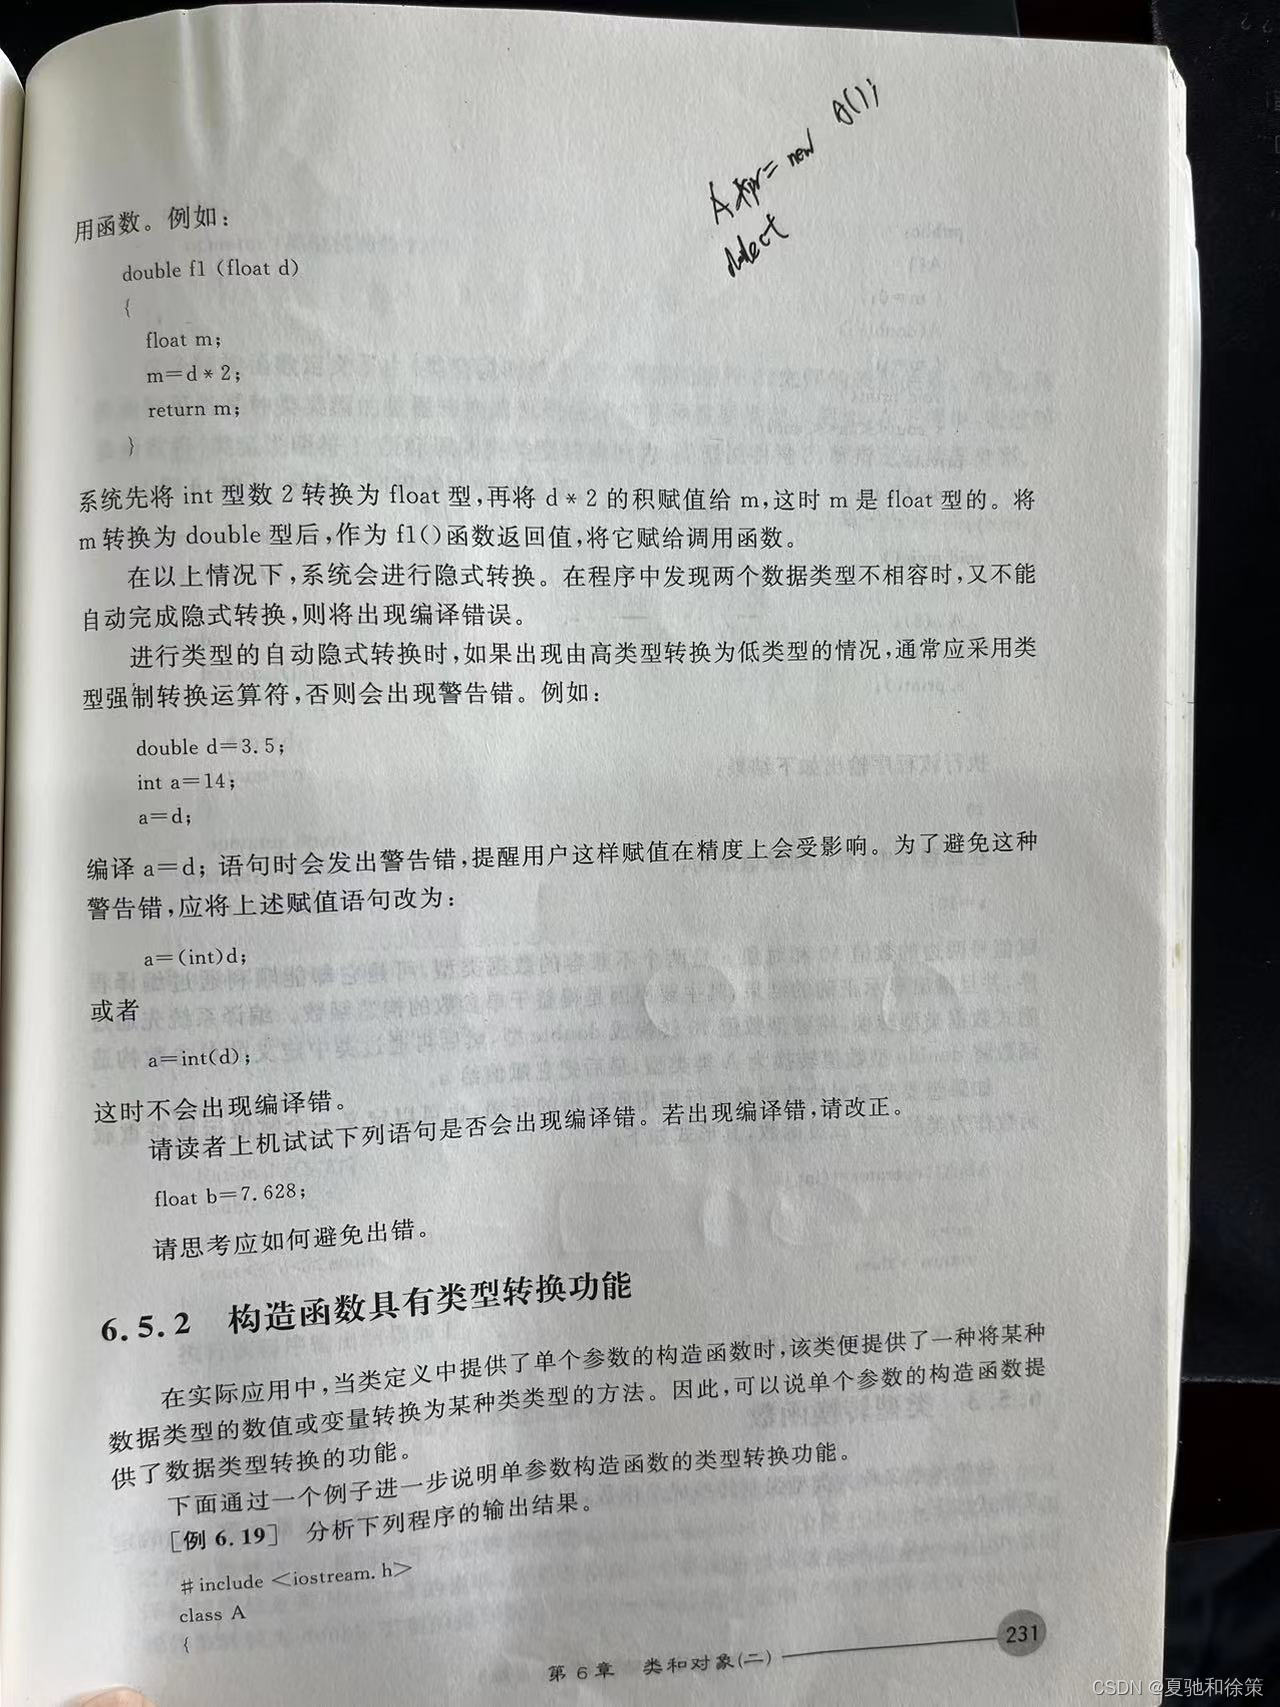 A *pr = new A();
用函数。例如：
double f1 (float d)
{
float m;
m=d*2;
return m;
}
系统先将 int 型数 2 转换为 float 型，再将 d*2 的积赋值给 m，这时 m 是 float 型的。将
m 转换为 double 型后，作为 f1()函数返回值，将它赋给调用函数。
在以上情况下，系统会进行隐式转换。在程序中发现两个数据类型不相容时，又不能
自动完成隐式转换，则将出现编译错误。
进行类型的自动隐式转换时，如果出现由高类型转换为低类型的情况，通常应采用类
型强制转换运算符，否则会出现警告错。例如：
double d=3.5;
int a=14;
a=d;
编译 a=d; 语句时会发出警告错，提醒用户这样赋值在精度上会受影响。为了避免这种
警告错，应将上述赋值语句改为：
a=(int)d;
或者
a=int(d);
这时不会出现编译错。
请读者上机试试下列语句是否会出现编译错。若出现编译错，请改正。
float b=7.628;
请思考应如何避免出错。
6.5.2 构造函数具有类型转换功能
在实际应用中，当类定义中提供了单个参数的构造函数时，该类便提供了一种将某种
数据类型的数值或变量转换为某种类类型的方法。因此，可以说单个参数的构造函数提
供了数据类型转换的功能。
下面通过一个例子进一步说明单参数构造函数的类型转换功能。
[例 6.19] 分析下列程序的输出结果。
#include <iostream.h>
class A
{
第 6 章 类和对象(二) 231
CSDN @夏驰和徐策